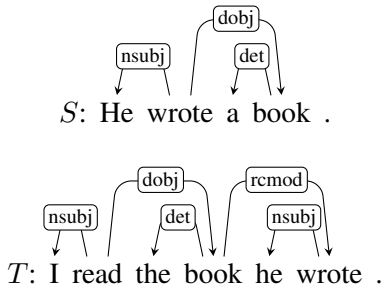 dobj
nsubj det
S: He wrote a book .
dobj rcmod
nsubj det nsubj
T: I read the book he wrote .